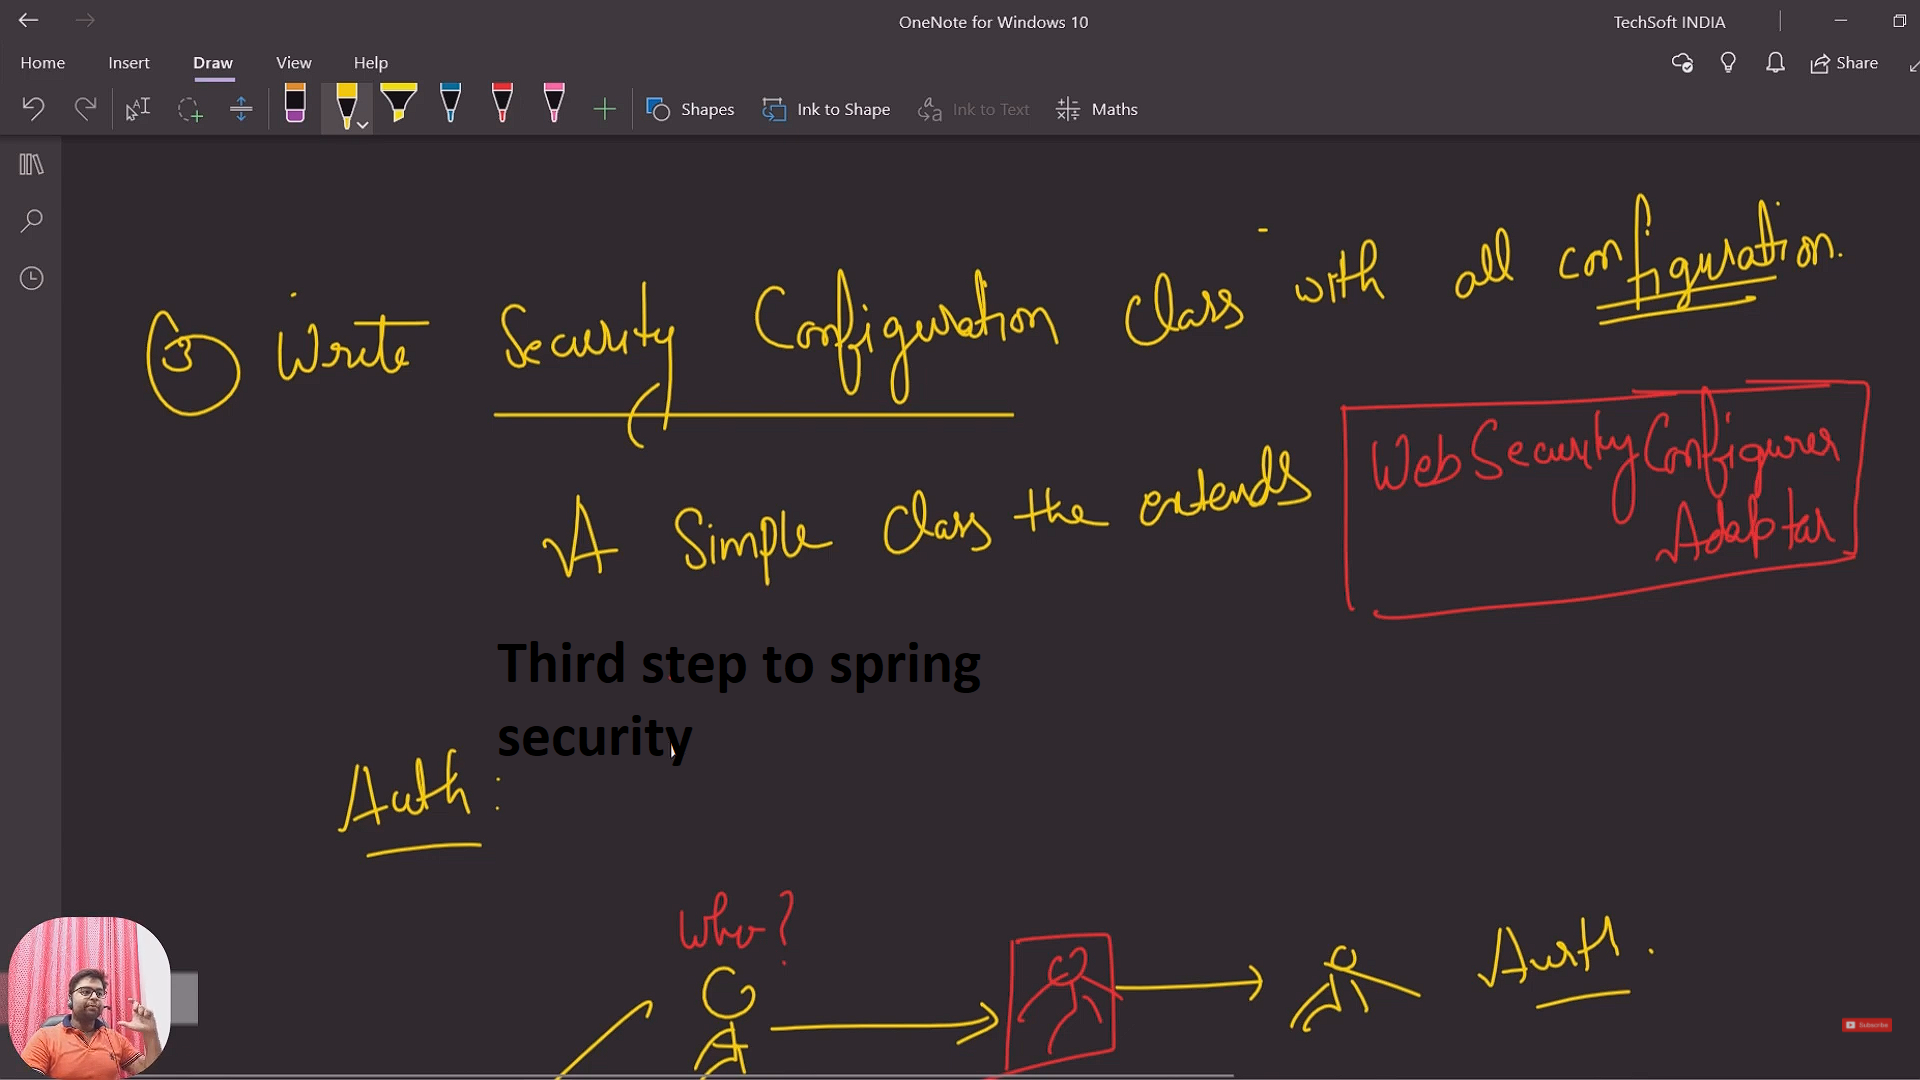 OneNote for Windows 10
TechSoft INDIA
Home Insert Draw View Help
Share
Shapes Ink to Shape Ink to Text Maths
3 Write Security Configuration class with all configuration.
A Simple class the extends WebSecurityConfigurer
Adaptar
Third step to spring
security
Auth :
Who?
Auth.
Subscribe